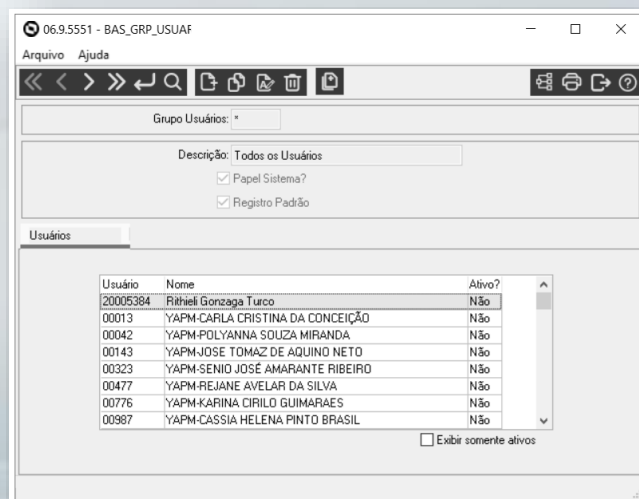 06.9.5551 - BAS_GRP_USUAF
Arquivo Ajuda
Grupo Usuários: *
Descrição: Todos os Usuários
Papel Sistema?
Registro Padrão
Usuários
Usuário Nome Ativo?
20005384 Rithieli Gonzaga Turco Não
00013 YAPM-CARLA CRISTINA DA CONCEIÇÃO Não
00042 YAPM-POLYANNA SOUZA MIRANDA Não
00143 YAPM-JOSE TOMAZ DE AQUINO NETO Não
00323 YAPM-SENIO JOSÉ AMARANTE RIBEIRO Não
00477 YAPM-REJANE AVELAR DA SILVA Não
00776 YAPM-KARINA CIRILO GUIMARAES Não
00987 YAPM-CASSIA HELENA PINTO BRASIL Não
Exibir somente ativos